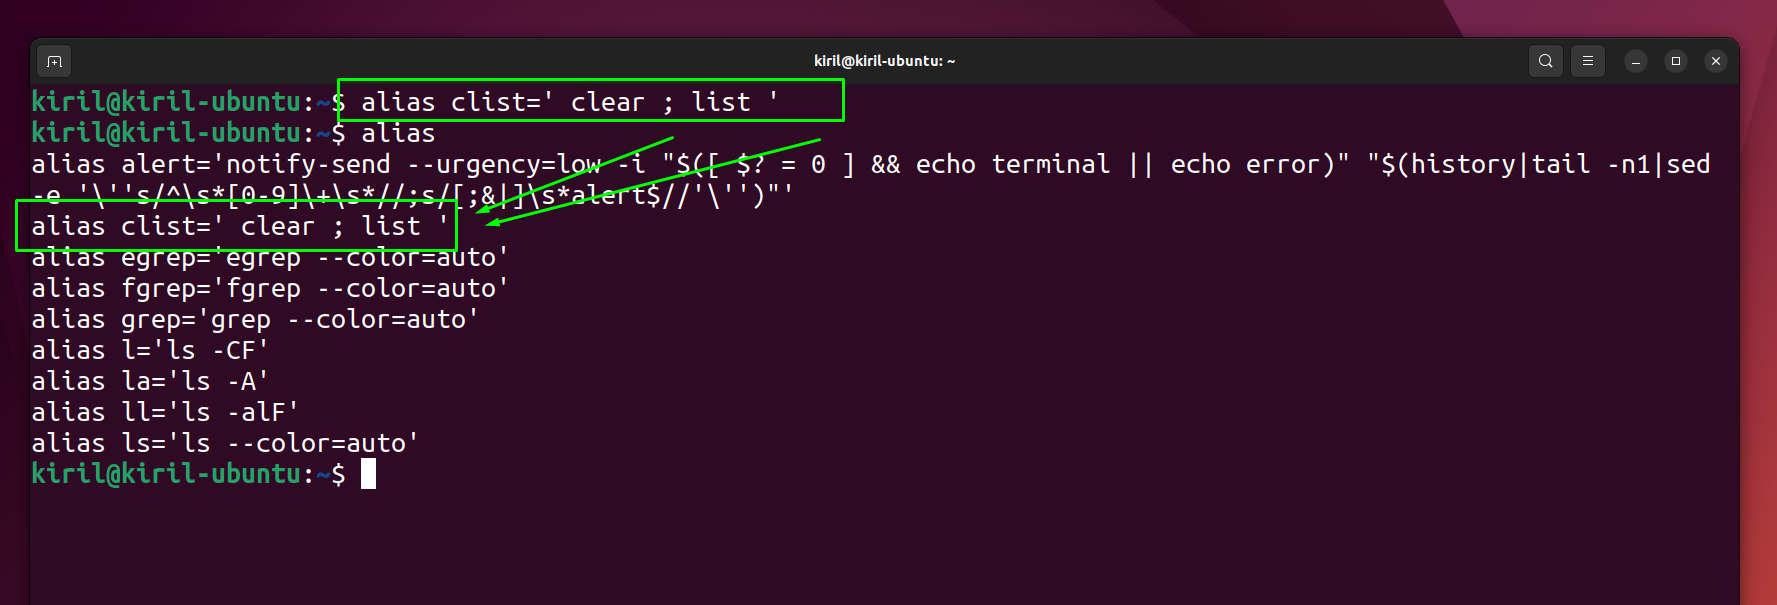 kiril@kiril-ubuntu: ~
kiril@kiril-ubuntu:~$ alias clist=' clear ; list '
kiril@kiril-ubuntu:~$ alias
alias alert='notify-send --urgency=low -i "$([ $? = 0 ] && echo terminal || echo error)" "$(history|tail -n1|sed
-e '\''s/^\s*[0-9]\+\s*//;s/[;&|]\s*alert$//'\'')"'
alias clist=' clear ; list '
alias egrep='egrep --color=auto'
alias fgrep='fgrep --color=auto'
alias grep='grep --color=auto'
alias l='ls -CF'
alias la='ls -A'
alias ll='ls -alF'
alias ls='ls --color=auto'
kiril@kiril-ubuntu:~$